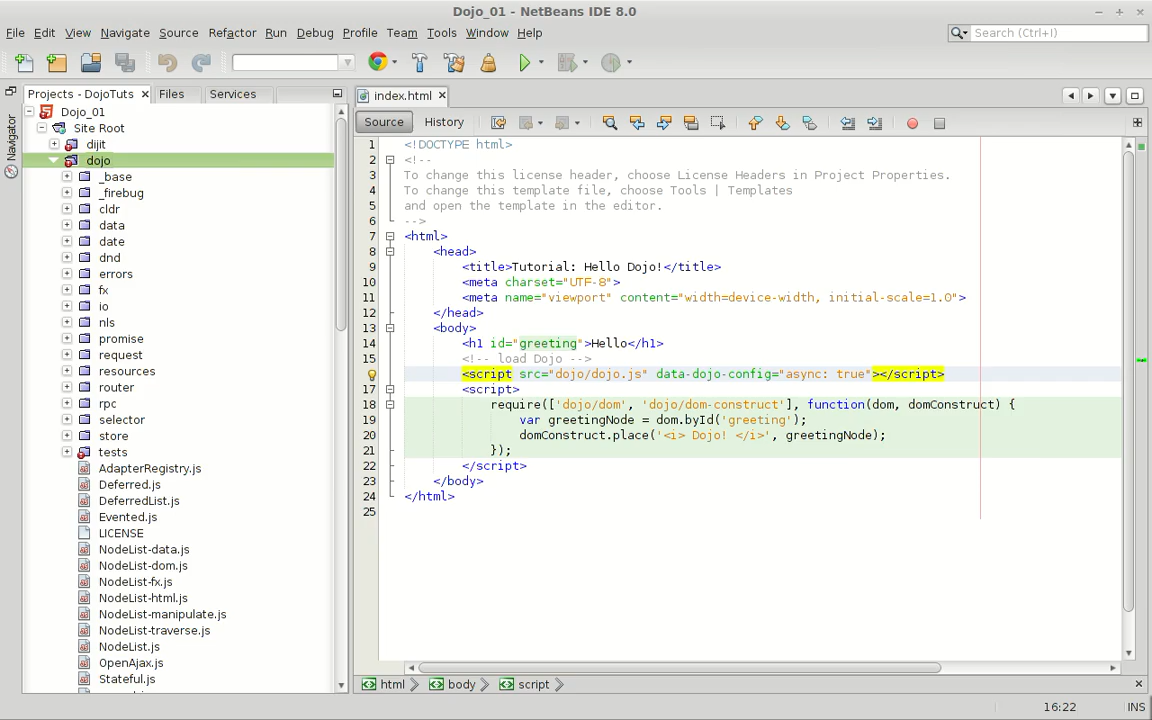 Dojo_01 - NetBeans IDE 8.0
File Edit View Navigate Source Refactor Run Debug Profile Team Tools Window Help
Search (Ctrl+I)
Projects - DojoTuts Files Services
Navigator
Dojo_01
Site Root
dijit
dojo
_base
_firebug
cldr
data
date
dnd
errors
fx
io
nls
promise
request
resources
router
rpc
selector
store
tests
AdapterRegistry.js
Deferred.js
DeferredList.js
Evented.js
LICENSE
NodeList-data.js
NodeList-dom.js
NodeList-fx.js
NodeList-html.js
NodeList-manipulate.js
NodeList-traverse.js
NodeList.js
OpenAjax.js
Stateful.js
index.html
Source History
1 <!DOCTYPE html>
2 <!--
3 To change this license header, choose License Headers in Project Properties.
4 To change this template file, choose Tools | Templates
5 and open the template in the editor.
6 -->
7 <html>
8 <head>
9 <title>Tutorial: Hello Dojo!</title>
10 <meta charset="UTF-8">
11 <meta name="viewport" content="width=device-width, initial-scale=1.0">
12 </head>
13 <body>
14 <h1 id="greeting">Hello</h1>
15 <!-- load Dojo -->
<script src="dojo/dojo.js" data-dojo-config="async: true"></script>
17 <script>
18 require(['dojo/dom', 'dojo/dom-construct'], function(dom, domConstruct) {
19 var greetingNode = dom.byId('greeting');
20 domConstruct.place('<i> Dojo! </i>', greetingNode);
21 });
22 </script>
23 </body>
24 </html>
25
html body script
16:22 INS